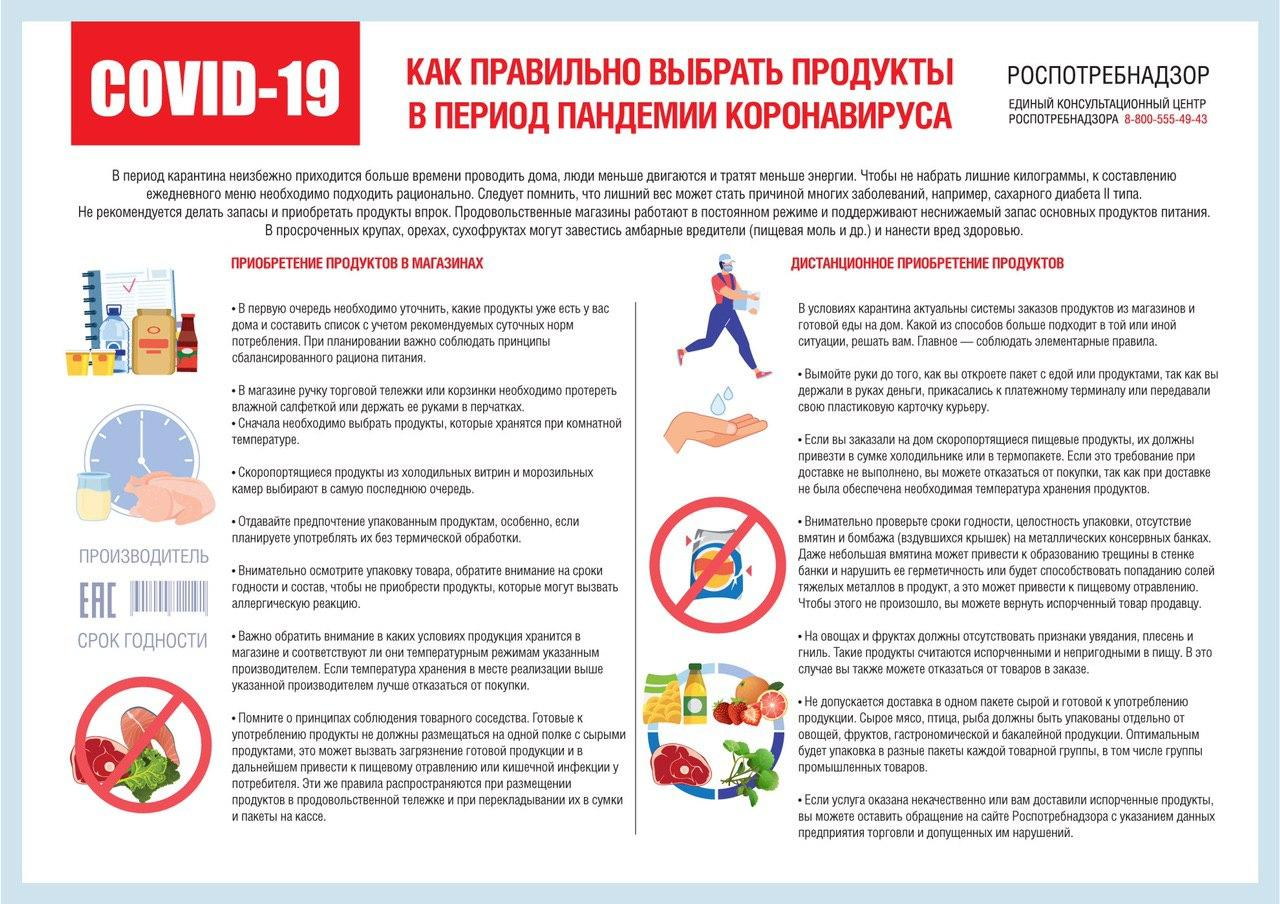 COVID-19
КАК ПРАВИЛЬНО ВЫБРАТЬ ПРОДУКТЫ
В ПЕРИОД ПАНДЕМИИ КОРОНАВИРУСА
РОСПОТРЕБНАДЗОР
ЕДИНЫЙ КОНСУЛЬТАЦИОННЫЙ ЦЕНТР
РОСПОТРЕБНАДЗОРА 8-800-555-49-43
В период карантина неизбежно приходится больше времени проводить дома, люди меньше двигаются и тратят меньше энергии. Чтобы не набрать лишние килограммы, к составлению
ежедневного меню необходимо подходить рационально. Следует помнить, что лишний вес может стать причиной многих заболеваний, например, сахарного диабета II типа.
Не рекомендуется делать запасы и приобретать продукты впрок. Продовольственные магазины работают в постоянном режиме и поддерживают неснижаемый запас основных продуктов питания.
В просроченных крупах, орехах, сухофруктах могут завестись амбарные вредители (пищевая моль и др.) и нанести вред здоровью.
ПРИОБРЕТЕНИЕ ПРОДУКТОВ В МАГАЗИНАХ
• В первую очередь необходимо уточнить, какие продукты уже есть у вас
дома и составить список с учетом рекомендуемых суточных норм
потребления. При планировании важно соблюдать принципы
сбалансированного рациона питания.
• В магазине ручку торговой тележки или корзинки необходимо протереть
влажной салфеткой или держать ее руками в перчатках.
• Сначала необходимо выбрать продукты, которые хранятся при комнатной
температуре.
• Скоропортящиеся продукты из холодильных витрин и морозильных
камер выбирают в самую последнюю очередь.
• Отдавайте предпочтение упакованным продуктам, особенно, если
планируете употреблять их без термической обработки.
ПРОИЗВОДИТЕЛЬ
EAC
СРОК ГОДНОСТИ
• Внимательно осмотрите упаковку товара, обратите внимание на сроки
годности и состав, чтобы не приобрести продукты, которые могут вызвать
аллергическую реакцию.
• Важно обратить внимание в каких условиях продукция хранится в
магазине и соответствуют ли они температурным режимам указанным
производителем. Если температура хранения в месте реализации выше
указанной производителем лучше отказаться от покупки.
• Помните о принципах соблюдения товарного соседства. Готовые к
употреблению продукты не должны размещаться на одной полке с сырыми
продуктами, это может вызвать загрязнение готовой продукции и в
дальнейшем привести к пищевому отравлению или кишечной инфекции у
потребителя. Эти же правила распространяются при размещении
продуктов в продовольственной тележке и при перекладывании их в сумки
и пакеты на кассе.
ДИСТАНЦИОННОЕ ПРИОБРЕТЕНИЕ ПРОДУКТОВ
В условиях карантина актуальны системы заказов продуктов из магазинов и
готовой еды на дом. Какой из способов больше подходит в той или иной
ситуации, решать вам. Главное — соблюдать элементарные правила.
• Вымойте руки до того, как вы откроете пакет с едой или продуктами, так как вы
держали в руках деньги, прикасались к платежному терминалу или передавали
свою пластиковую карточку курьеру.
• Если вы заказали на дом скоропортящиеся пищевые продукты, их должны
привезти в сумке холодильнике или в термопакете. Если это требование при
доставке не выполнено, вы можете отказаться от покупки, так как при доставке
не была обеспечена необходимая температура хранения продуктов.
• Внимательно проверьте сроки годности, целостность упаковки, отсутствие
вмятин и бомбажа (вздувшихся крышек) на металлических консервных банках.
Даже небольшая вмятина может привести к образованию трещины в стенке
банки и нарушить ее герметичность или будет способствовать попаданию солей
тяжелых металлов в продукт, а это может привести к пищевому отравлению.
Чтобы этого не произошло, вы можете вернуть испорченный товар продавцу.
• На овощах и фруктах должны отсутствовать признаки увядания, плесень и
гниль. Такие продукты считаются испорченными и непригодными в пищу. В это
случае вы также можете отказаться от товаров в заказе.
• Не допускается доставка в одном пакете сырой и готовой к употреблению
продукции. Сырое мясо, птица, рыба должны быть упакованы отдельно от
овощей, фруктов, гастрономической и бакалейной продукции. Оптимальным
будет упаковка в разные пакеты каждой товарной группы, в том числе группы
промышленных товаров.
• Если услуга оказана некачественно или вам доставили испорченные продукты,
вы можете оставить обращение на сайте Роспотребнадзора с указанием данных
предприятия торговли и допущенных им нарушений.